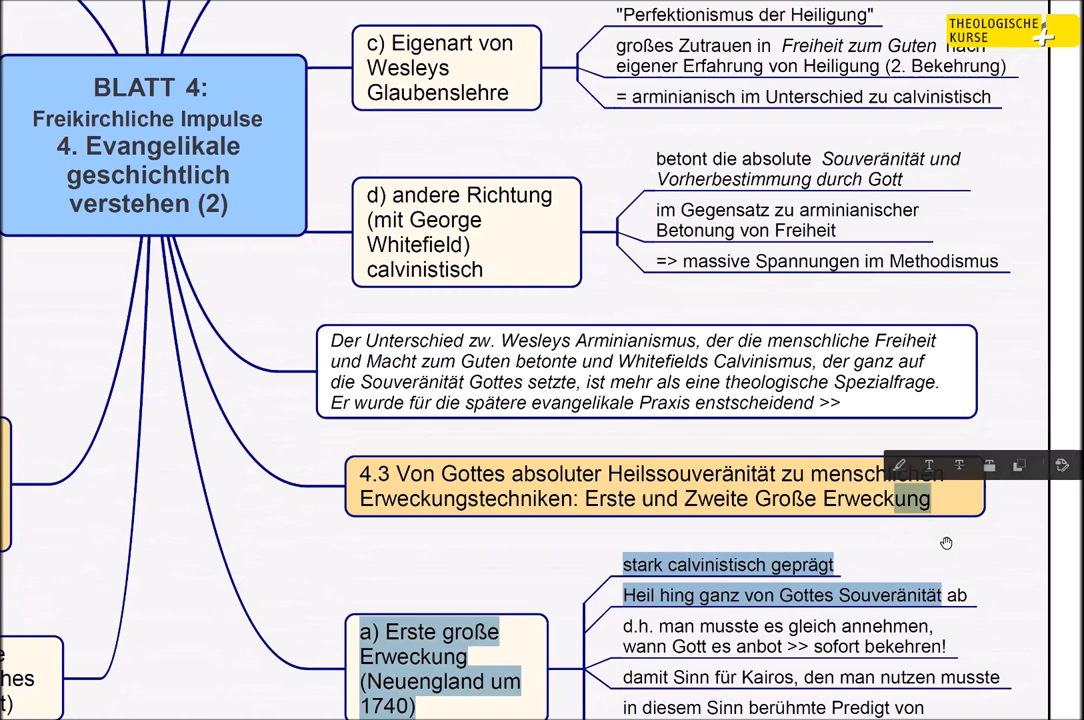 THEOLOGISCHE
KURSE
BLATT 4:
Freikirchliche Impulse
4. Evangelikale
geschichtlich
verstehen (2)
c) Eigenart von
Wesleys
Glaubenslehre
"Perfektionismus der Heiligung"
großes Zutrauen in Freiheit zum Guten nach
eigener Erfahrung von Heiligung (2. Bekehrung)
= arminianisch im Unterschied zu calvinistisch
d) andere Richtung
(mit George
Whitefield)
calvinistisch
betont die absolute Souveränität und
Vorherbestimmung durch Gott
im Gegensatz zu arminianischer
Betonung von Freiheit
=> massive Spannungen im Methodismus
Der Unterschied zw. Wesleys Arminianismus, der die menschliche Freiheit
und Macht zum Guten betonte und Whitefields Calvinismus, der ganz auf
die Souveränität Gottes setzte, ist mehr als eine theologische Spezialfrage.
Er wurde für die spätere evangelikale Praxis enstscheidend >>
4.3 Von Gottes absoluter Heilssouveränität zu menschlichen
Erweckungstechniken: Erste und Zweite Große Erweckung
a) Erste große
Erweckung
(Neuengland um
1740)
stark calvinistisch geprägt
Heil hing ganz von Gottes Souveränität ab
d.h. man musste es gleich annehmen,
wann Gott es anbot >> sofort bekehren!
damit Sinn für Kairos, den man nutzen musste
in diesem Sinn berühmte Predigt von